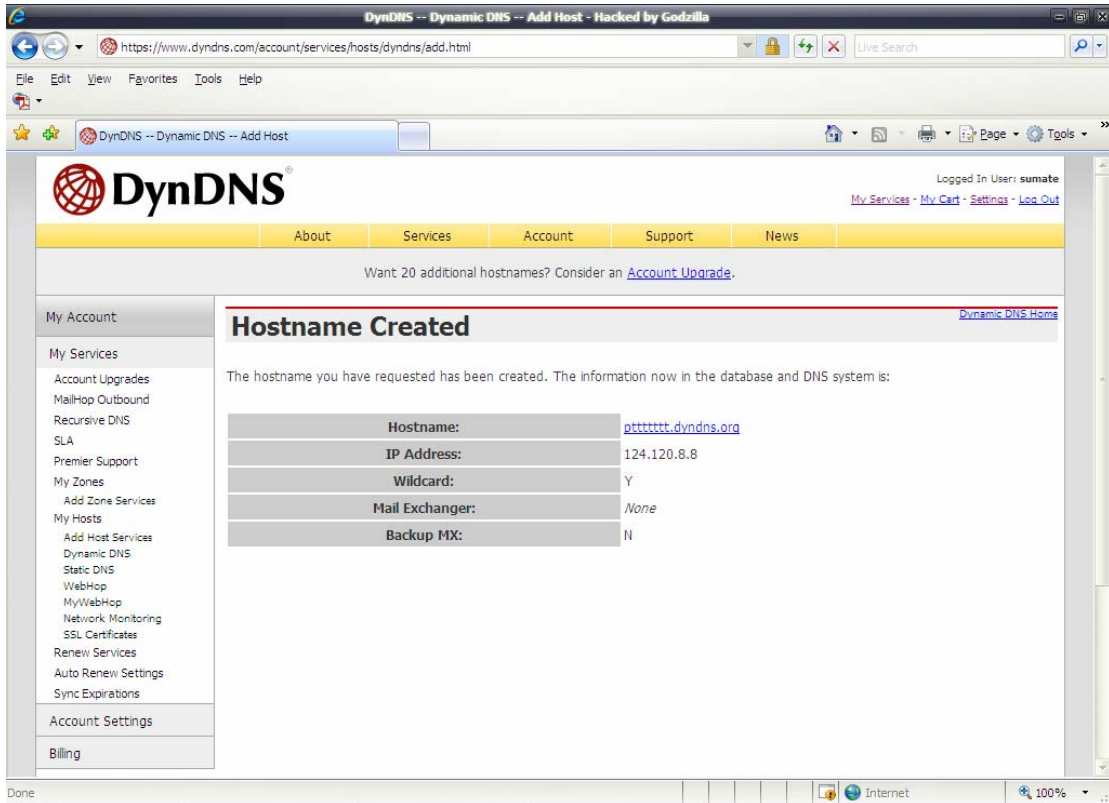 DynDNS -- Dynamic DNS -- Add Host - Hacked by Godzilla
https://www.dyndns.com/account/services/hosts/dyndns/add.html
Live Search
File Edit View Favorites Tools Help
DynDNS -- Dynamic DNS -- Add Host
Page Tools
DynDNS®
Logged In User: sumate
My Services - My Cart - Settings - Log Out
About Services Account Support News
Want 20 additional hostnames? Consider an Account Upgrade.
My Account
My Services
Account Upgrades
MailHop Outbound
Recursive DNS
SLA
Premier Support
My Zones
Add Zone Services
My Hosts
Add Host Services
Dynamic DNS
Static DNS
WebHop
MyWebHop
Network Monitoring
SSL Certificates
Renew Services
Auto Renew Settings
Sync Expirations
Account Settings
Billing
Dynamic DNS Home
Hostname Created
The hostname you have requested has been created. The information now in the database and DNS system is:
Hostname: pttttttt.dyndns.org
IP Address: 124.120.8.8
Wildcard: Y
Mail Exchanger: None
Backup MX: N
Done
Internet
100%